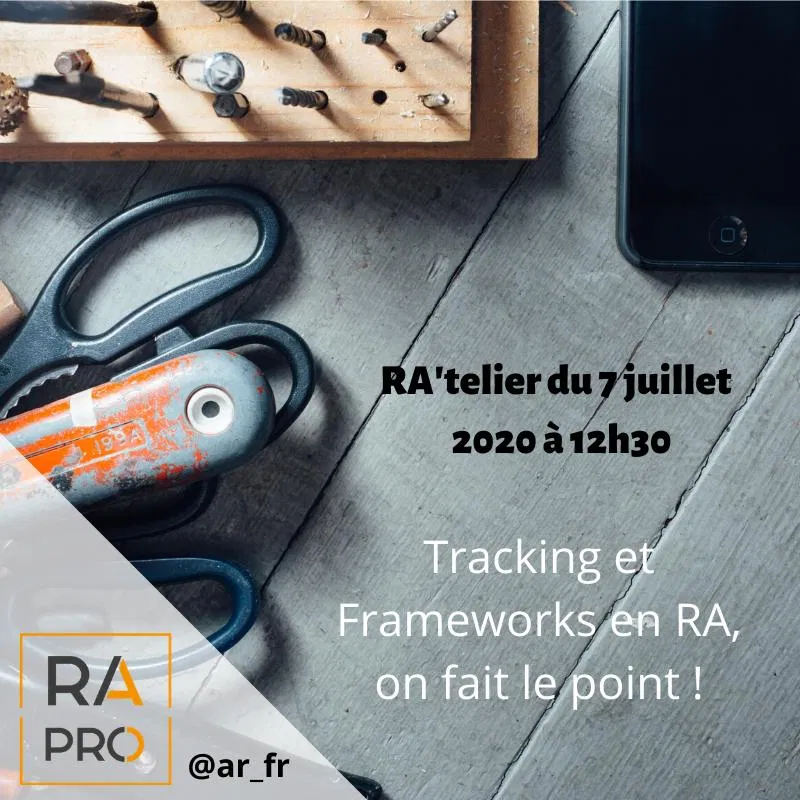 199A
RA'telier du 7 juillet
2020 à 12h30
Tracking et
Frameworks en RA,
on fait le point !
RA
PRO
@ar_fr